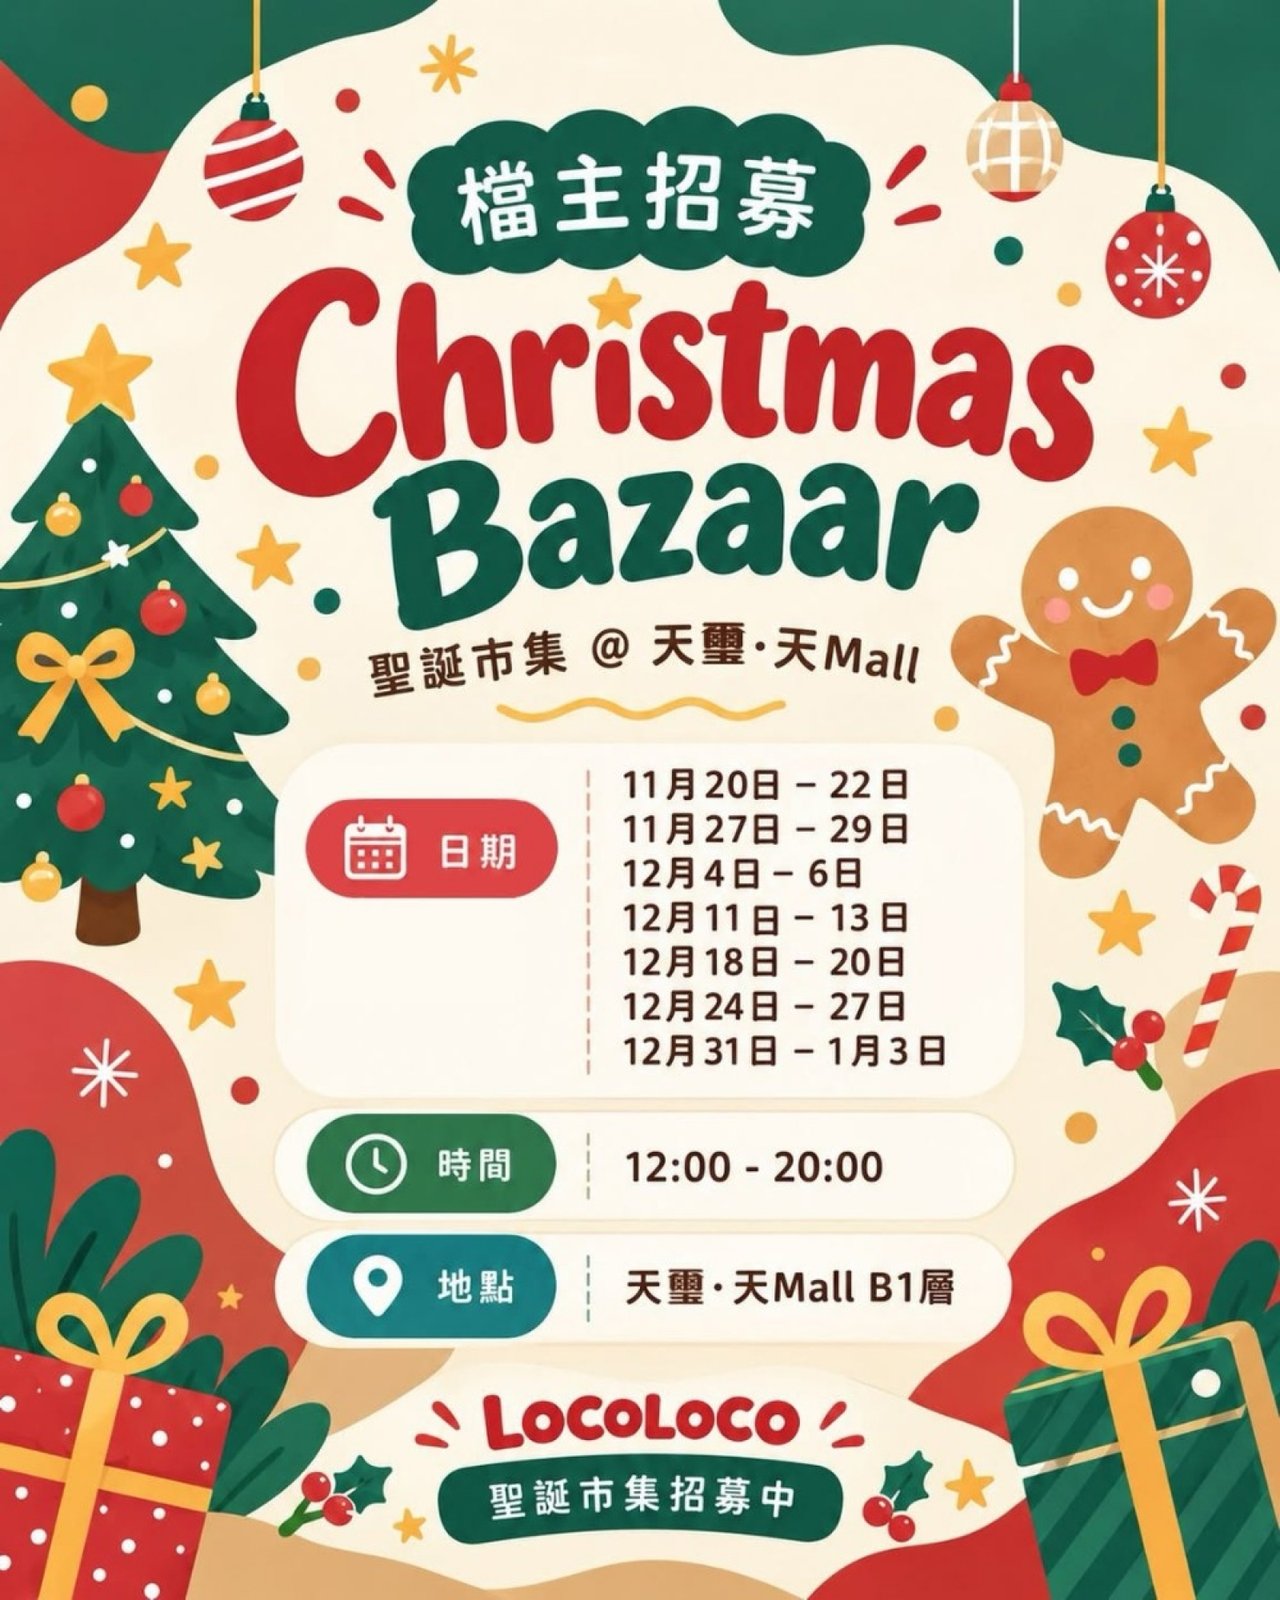 檔主招募
Christmas
Bazaar
聖誕市集 @ 天璽·天Mall
日期
11月20日 – 22日
11月27日 – 29日
12月4日 – 6日
12月11日 – 13日
12月18日 – 20日
12月24日 – 27日
12月31日 – 1月3日
時間
12:00 - 20:00
地點
天璽·天Mall B1層
LOCOLOCO
聖誕市集招募中